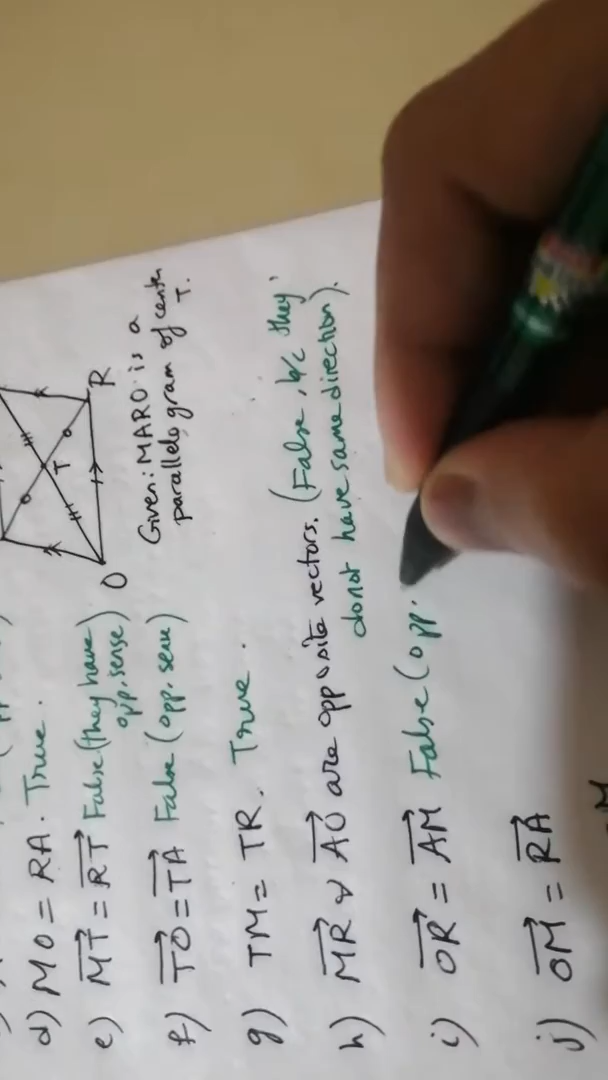 d) MO = RA. True.
e) MT = RT False (they have
opp. sense)
f) TO = TA False (opp. sense)
g) TM = TR. True.
h) MR & AO are opposite vectors. (False, b/c they
do not have same direction).
i) OR = AM False (opp.
j) OM = RA
T
R
O
Given: MARO is a
parallelogram of center
T.
M